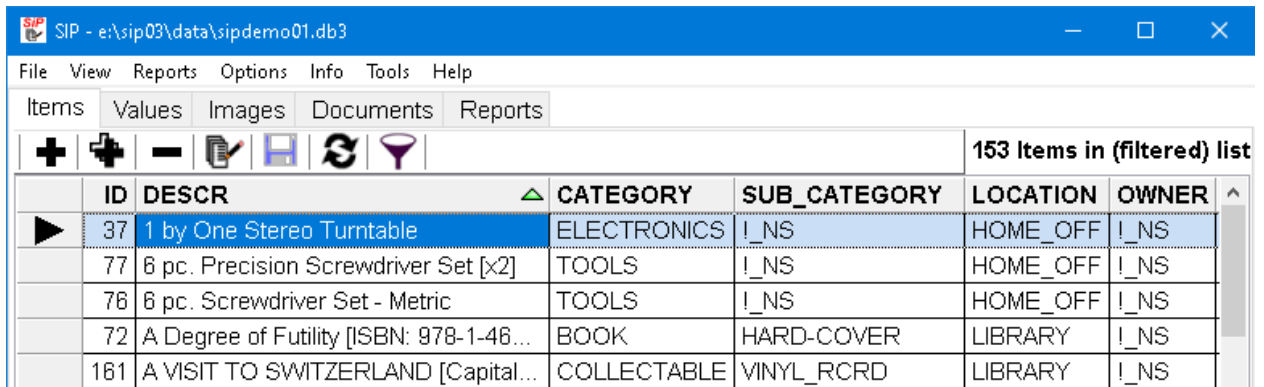 SIP SIP - e:\sip03\data\sipdemo01.db3
File View Reports Options Info Tools Help
Items Values Images Documents Reports
153 Items in (filtered) list
ID DESCR CATEGORY SUB_CATEGORY LOCATION OWNER
37 1 by One Stereo Turntable ELECTRONICS !_NS HOME_OFF !_NS
77 6 pc. Precision Screwdriver Set [x2] TOOLS !_NS HOME_OFF !_NS
76 6 pc. Screwdriver Set - Metric TOOLS !_NS HOME_OFF !_NS
72 A Degree of Futility [ISBN: 978-1-46... BOOK HARD-COVER LIBRARY !_NS
161 A VISIT TO SWITZERLAND [Capital... COLLECTABLE VINYL_RCRD LIBRARY !_NS